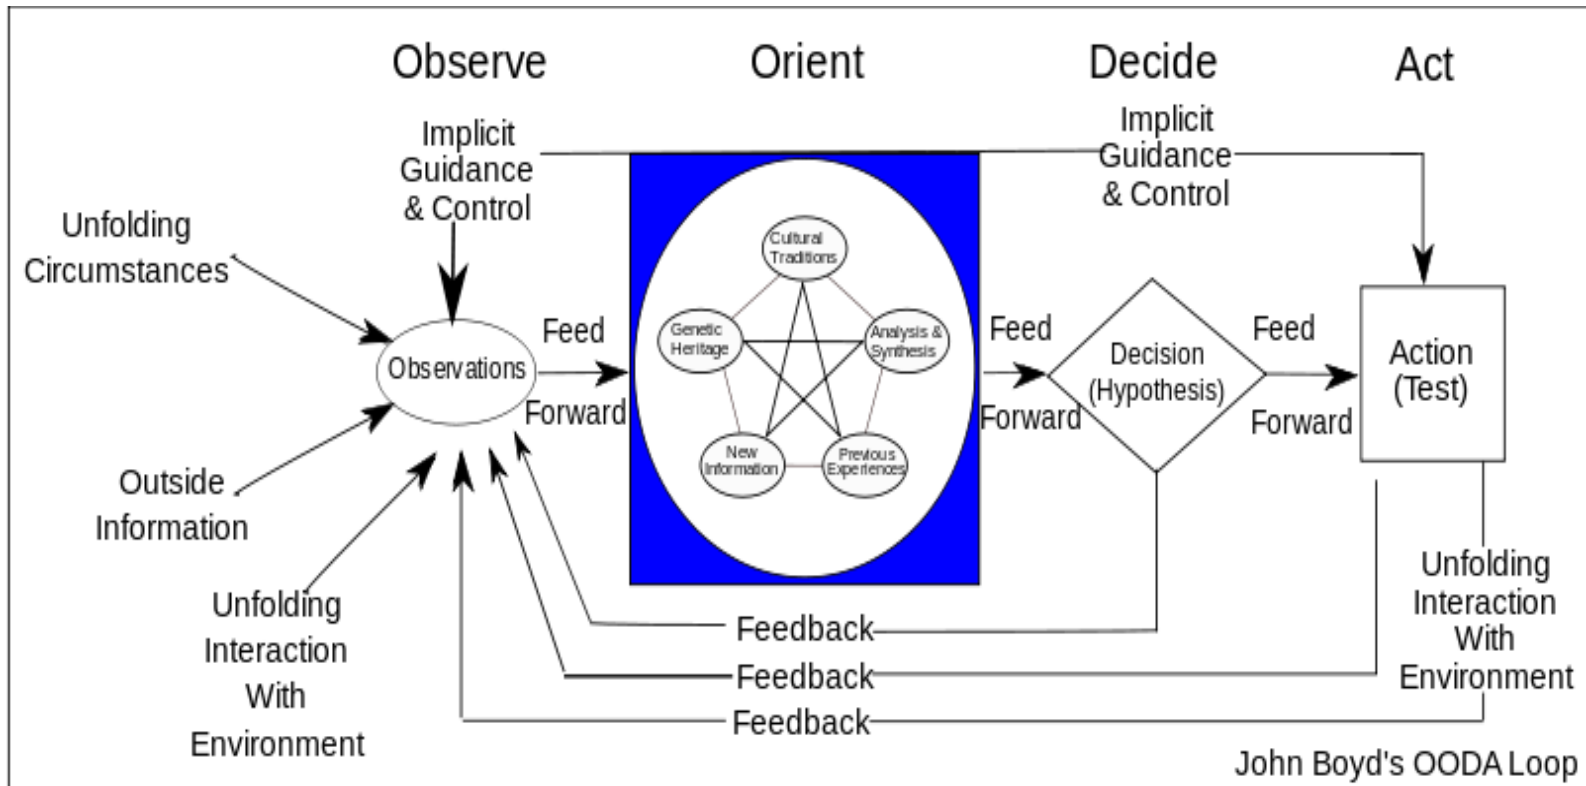 Observe
Orient
Decide
Act
Implicit
Guidance
& Control
Implicit
Guidance
& Control
Unfolding
Circumstances
Cultural
Traditions
Genetic
Heritage
Analysis &
Synthesis
New
Information
Previous
Experiences
Observations
Feed
Forward
Feed
Forward
Decision
(Hypothesis)
Feed
Forward
Action
(Test)
Outside
Information
Unfolding
Interaction
With
Environment
Unfolding
Interaction
With
Environment
Feedback
Feedback
Feedback
John Boyd's OODA Loop